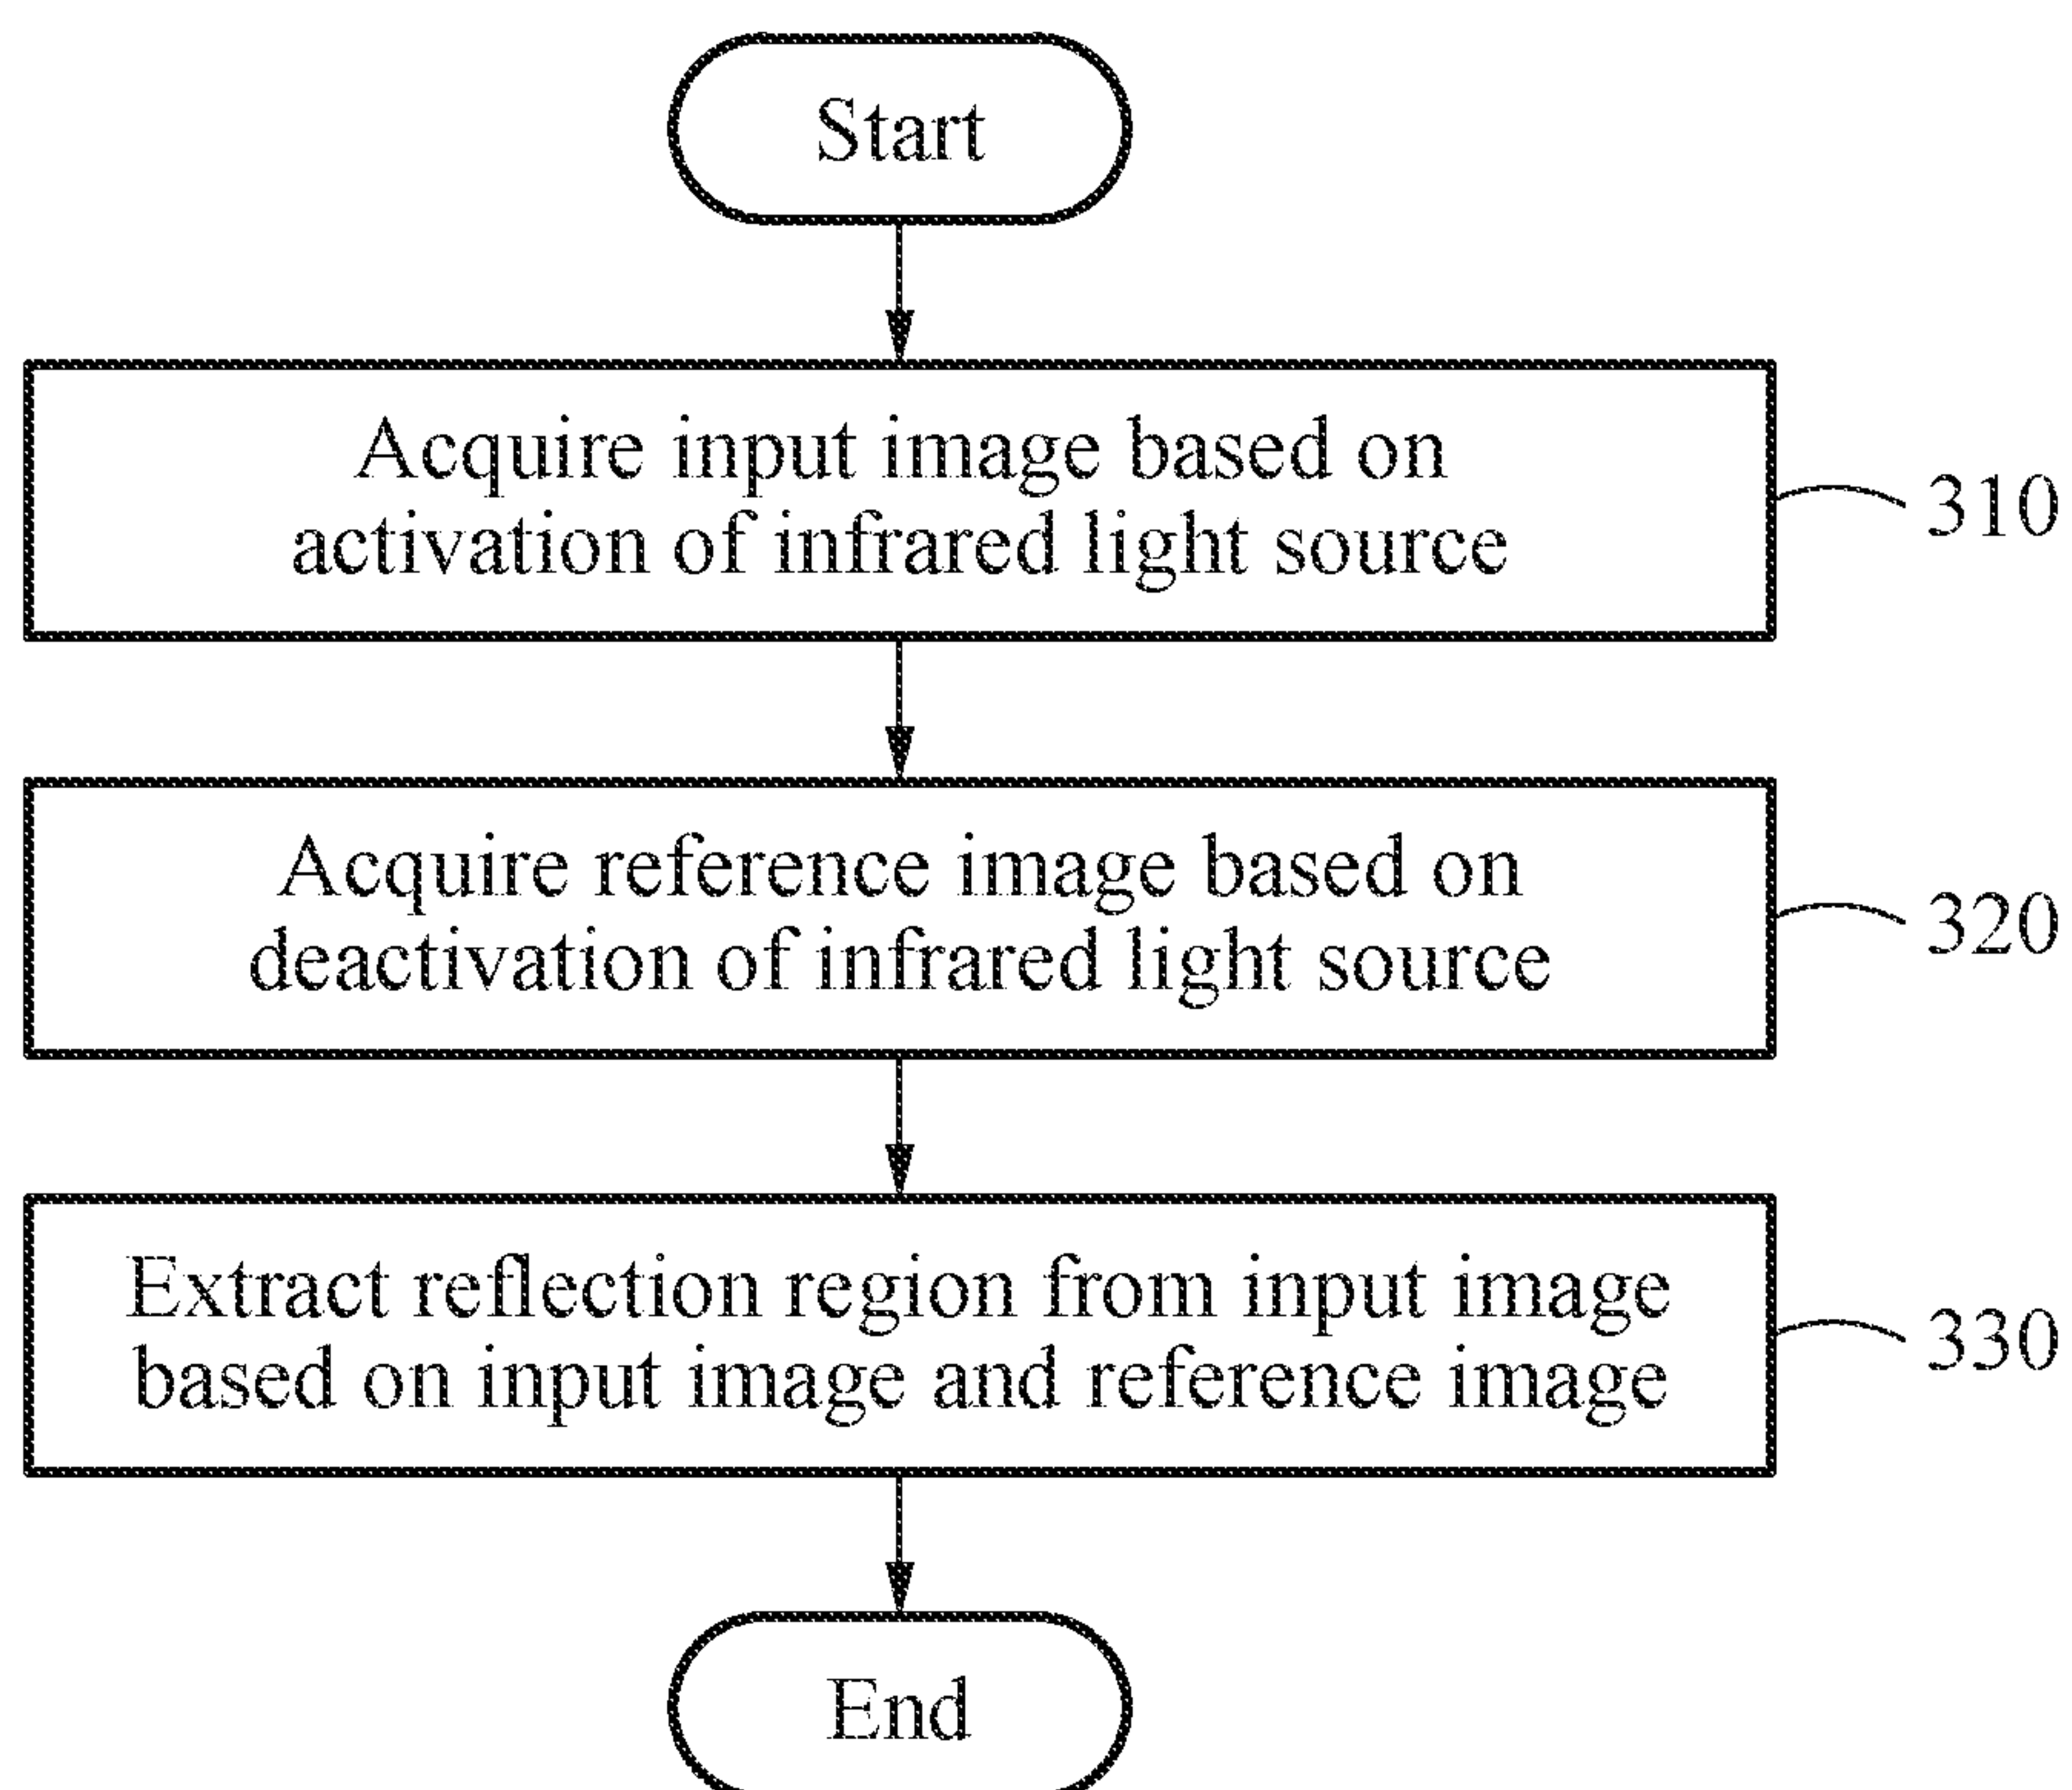 Start
Acquire input image based on
activation of infrared light source
310
Acquire reference image based on
deactivation of infrared light source
320
Extract reflection region from input image
based on input image and reference image
330
End